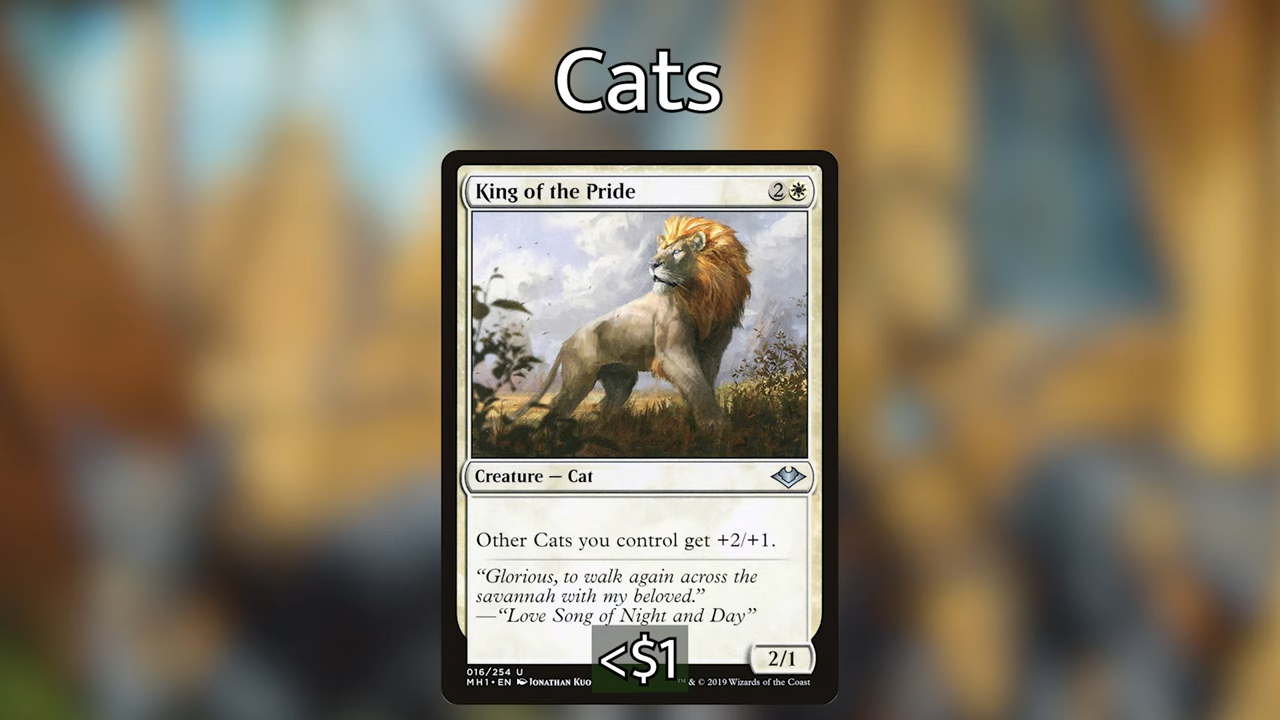 Cats
King of the Pride 2
Creature — Cat
Other Cats you control get +2/+1.
“Glorious, to walk again across the
savannah with my beloved.”
—“Love Song of Night and Day”
<$1
2/1
016/254 U
MH1 • EN JONATHAN KUO ™ & © 2019 Wizards of the Coast